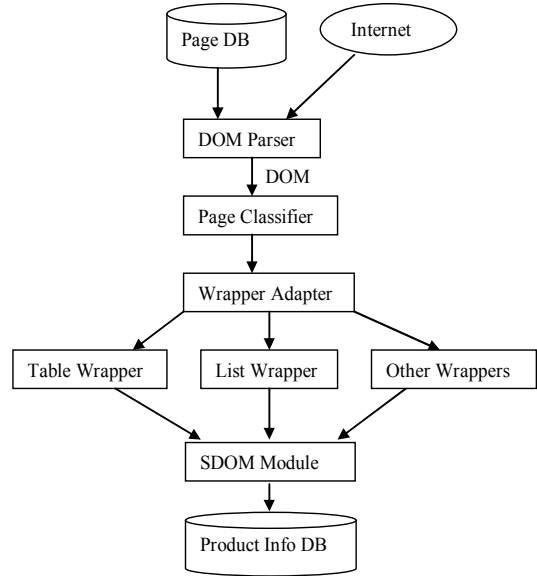 Page DB
Internet
DOM Parser
DOM
Page Classifier
Wrapper Adapter
Table Wrapper
List Wrapper
Other Wrappers
SDOM Module
Product Info DB